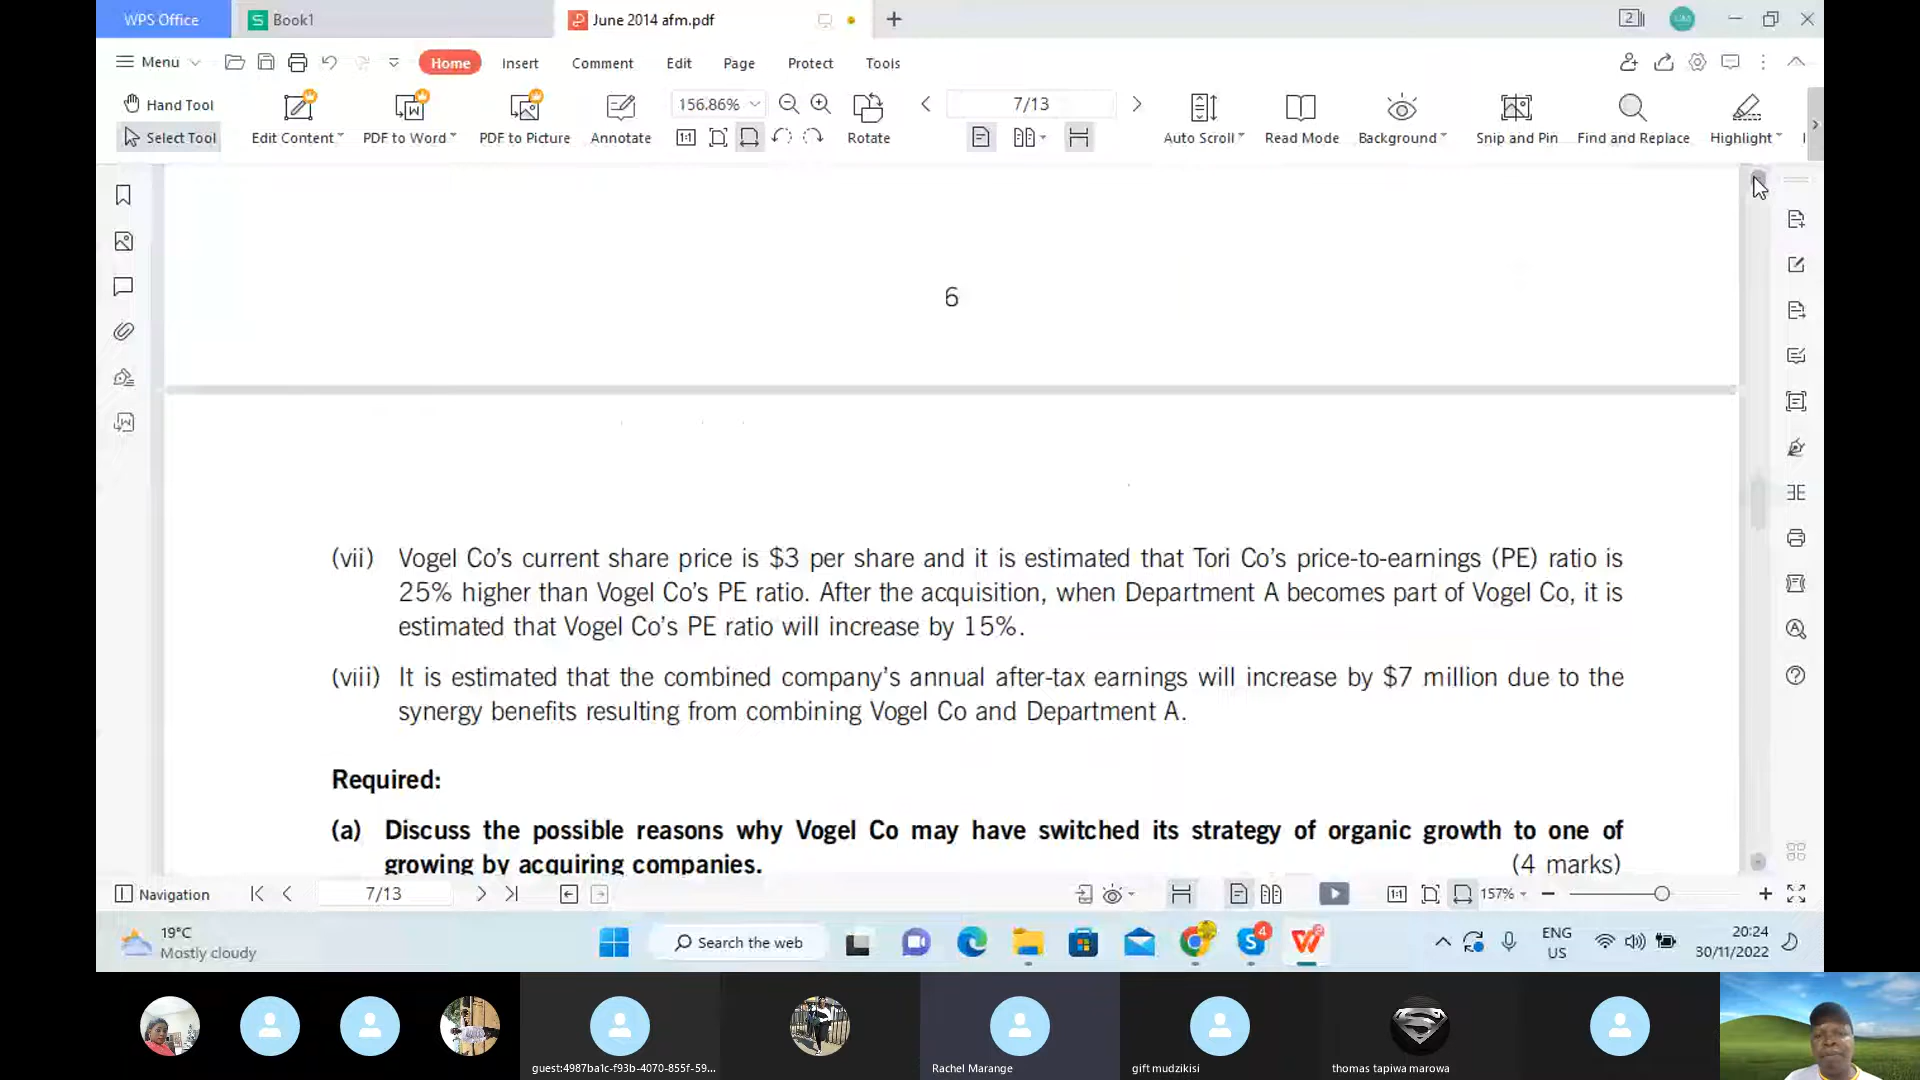 WPS Office
Book1
June 2014 afm.pdf
2
Menu
Home
Insert
Comment
Edit
Page
Protect
Tools
Hand Tool
Select Tool
Edit Content
PDF to Word
PDF to Picture
Annotate
156.86%
Rotate
7/13
Auto Scroll
Read Mode
Background
Snip and Pin
Find and Replace
Highlight
6
(vii) Vogel Co's current share price is $3 per share and it is estimated that Tori Co's price-to-earnings (PE) ratio is
25% higher than Vogel Co's PE ratio. After the acquisition, when Department A becomes part of Vogel Co, it is
estimated that Vogel Co's PE ratio will increase by 15%.
(viii) It is estimated that the combined company's annual after-tax earnings will increase by $7 million due to the
synergy benefits resulting from combining Vogel Co and Department A.
Required:
(a) Discuss the possible reasons why Vogel Co may have switched its strategy of organic growth to one of
growing by acquiring companies. (4 marks)
Navigation
7/13
157%
19°C
Mostly cloudy
Search the web
4
ENG
US
20:24
30/11/2022
guest:4987ba1c-f93b-4070-855f-59...
Rachel Marange
gift mudzikisi
thomas tapiwa marowa